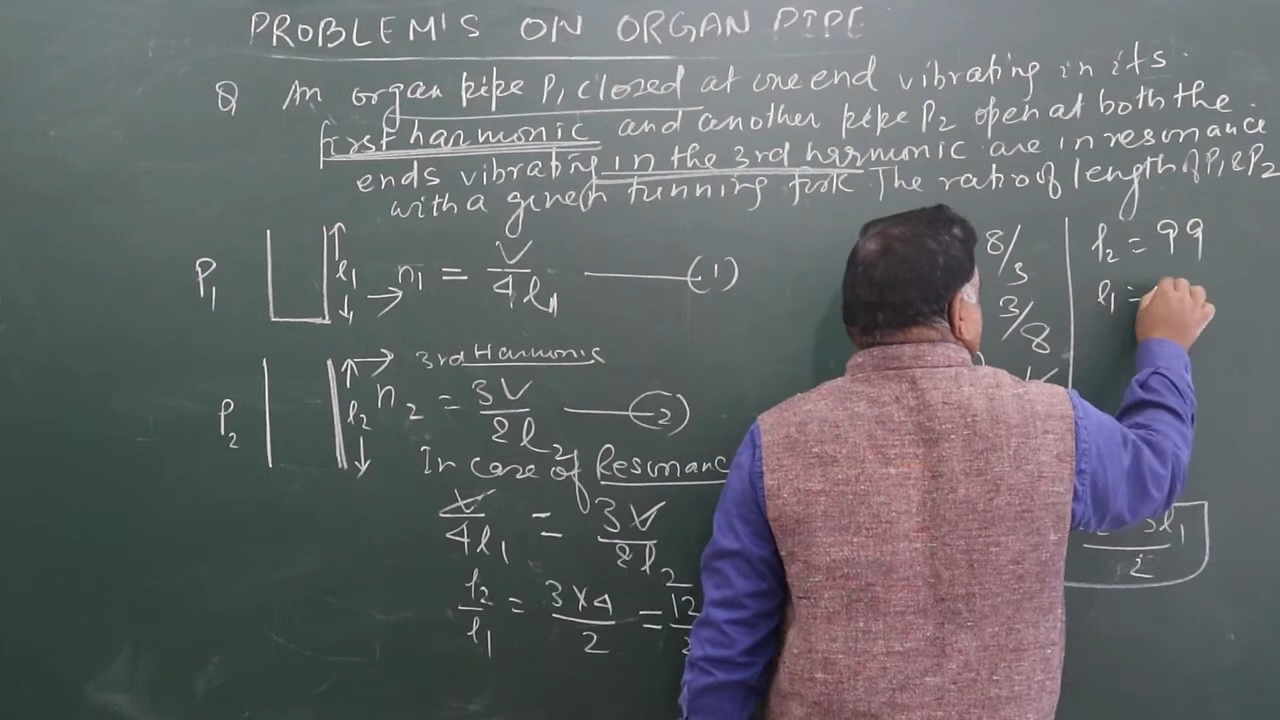 PROBLEM'S ON ORGAN PIPE
Q An organ pipe P1 closed at one end vibrating in its
first harmonic and another pipe P2 open at both the
ends vibrating in the 3rd harmonic are in resonance
with a given tunning fork The ratio of length of P1 & P2
P1 l1 → n1 = V/4l1 (1)
3rd Harmonic
P2 l2 n2 = 3V/2l2 (2)
In case of Resonanc
V/4l1 = 3V/2l2
l2/l1 = 3×4/2 = 12
8/3
3/8
l2 = 99
l1 =
3l1/2